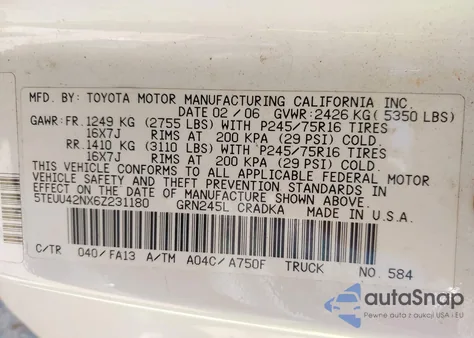 MFD. BY: TOYOTA MOTOR MANUFACTURING CALIFORNIA INC.
DATE 02 / 06 GVWR: 2426 KG ( 5350 LBS)
GAWR: FR. 1249 KG (2755 LBS) WITH P245/75R16 TIRES
16X7J RIMS AT 200 KPA (29 PSI) COLD
RR. 1410 KG (3110 LBS) WITH P245/75R16 TIRES
16X7J RIMS AT 200 KPA (29 PSI) COLD
THIS VEHICLE CONFORMS TO ALL APPLICABLE FEDERAL MOTOR
VEHICLE SAFETY AND THEFT PREVENTION STANDARDS
IN EFFECT ON THE DATE OF MANUFACTURE SHOWN ABOVE.
5TEUU42NX6Z231180 GRN245L CRADKA MADE IN U.S.A.
C/TR 040/FA13 A/TM A04C/A750F TRUCK NO. 584
autoSnap
Pewne auta z USA i EU